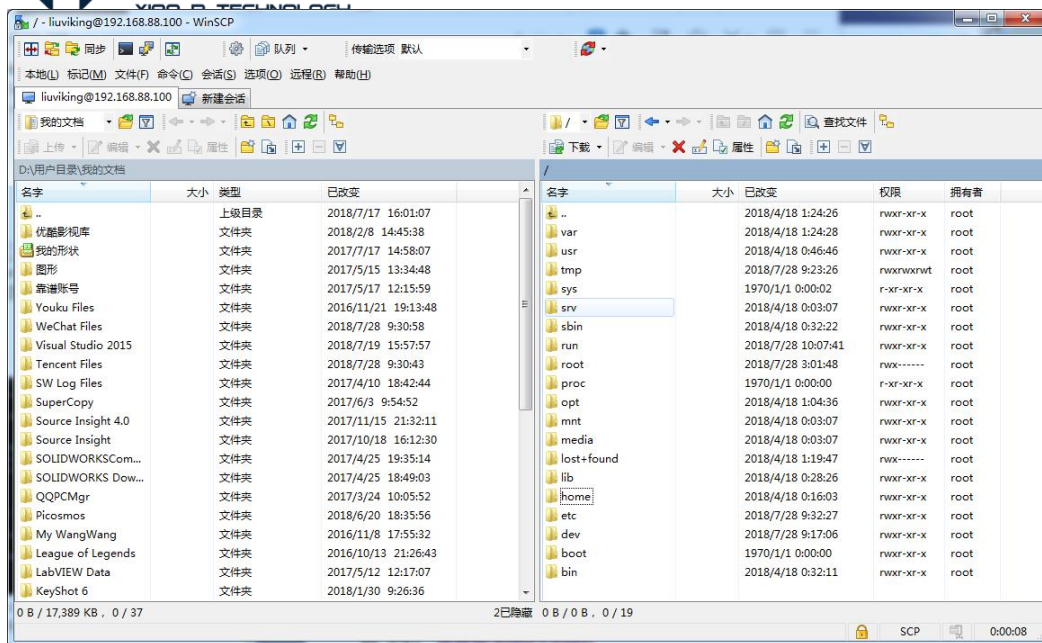 XIAO R TECHNOLOGY
/ - liuviking@192.168.88.100 - WinSCP
同步 队列 传输选项 默认
本地(L) 标记(M) 文件(F) 命令(C) 会话(S) 选项(O) 远程(R) 帮助(H)
liuviking@192.168.88.100 新建会话
我的文档 / 查找文件
上传 编辑 属性 下载 编辑 属性
D:\用户目录\我的文档 /
名字 大小 类型 已改变 名字 大小 已改变 权限 拥有者
.. 上级目录 2018/7/17 16:01:07 .. 2018/4/18 1:24:26 rwxr-xr-x root
优酷影视库 文件夹 2018/2/8 14:45:38 var 2018/4/18 1:24:28 rwxr-xr-x root
我的形状 文件夹 2017/7/17 14:58:07 usr 2018/4/18 0:46:46 rwxr-xr-x root
图形 文件夹 2017/5/15 13:34:48 tmp 2018/7/28 9:23:26 rwxrwxrwt root
靠谱账号 文件夹 2017/5/17 12:15:59 sys 1970/1/1 0:00:02 r-xr-xr-x root
Youku Files 文件夹 2016/11/21 19:13:48 srv 2018/4/18 0:03:07 rwxr-xr-x root
WeChat Files 文件夹 2018/7/28 9:30:58 sbin 2018/4/18 0:32:22 rwxr-xr-x root
Visual Studio 2015 文件夹 2018/7/19 15:57:57 run 2018/7/28 10:07:41 rwxr-xr-x root
Tencent Files 文件夹 2018/7/28 9:30:43 root 2018/7/28 3:01:48 rwx------ root
SW Log Files 文件夹 2017/4/10 18:42:44 proc 1970/1/1 0:00:00 r-xr-xr-x root
SuperCopy 文件夹 2017/6/3 9:54:52 opt 2018/4/18 1:04:36 rwxr-xr-x root
Source Insight 4.0 文件夹 2017/11/15 21:32:11 mnt 2018/4/18 0:03:07 rwxr-xr-x root
Source Insight 文件夹 2017/10/18 16:12:30 media 2018/4/18 0:03:07 rwxr-xr-x root
SOLIDWORKSCom... 文件夹 2017/4/25 19:35:14 lost+found 2018/4/18 1:19:47 rwx------ root
SOLIDWORKS Dow... 文件夹 2017/4/25 18:49:03 lib 2018/4/18 0:28:26 rwxr-xr-x root
QQPCMgr 文件夹 2017/3/24 10:05:52 home 2018/4/18 0:16:03 rwxr-xr-x root
Picosmos 文件夹 2018/6/20 18:35:56 etc 2018/7/28 9:32:27 rwxr-xr-x root
My WangWang 文件夹 2016/11/8 17:55:32 dev 2018/7/28 9:17:06 rwxr-xr-x root
League of Legends 文件夹 2016/10/13 21:26:43 boot 1970/1/1 0:00:00 rwxr-xr-x root
LabVIEW Data 文件夹 2017/5/12 12:17:07 bin 2018/4/18 0:32:11 rwxr-xr-x root
KeyShot 6 文件夹 2018/1/30 9:26:36
0 B / 17,389 KB， 0 / 37 2已隐藏 0 B / 0 B， 0 / 19
SCP 0:00:08